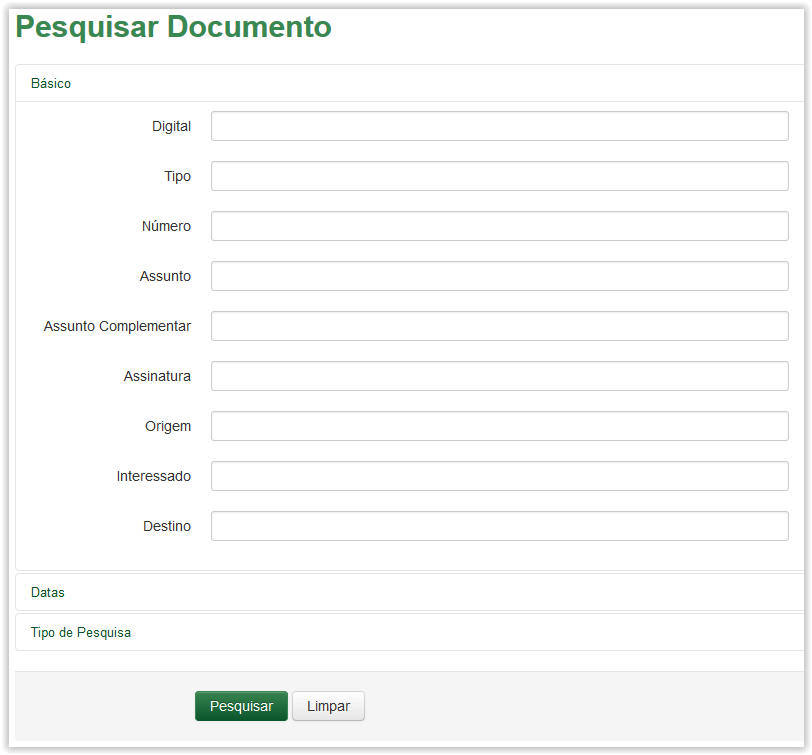 Pesquisar Documento
Básico
Digital
Tipo
Número
Assunto
Assunto Complementar
Assinatura
Origem
Interessado
Destino
Datas
Tipo de Pesquisa
Pesquisar Limpar